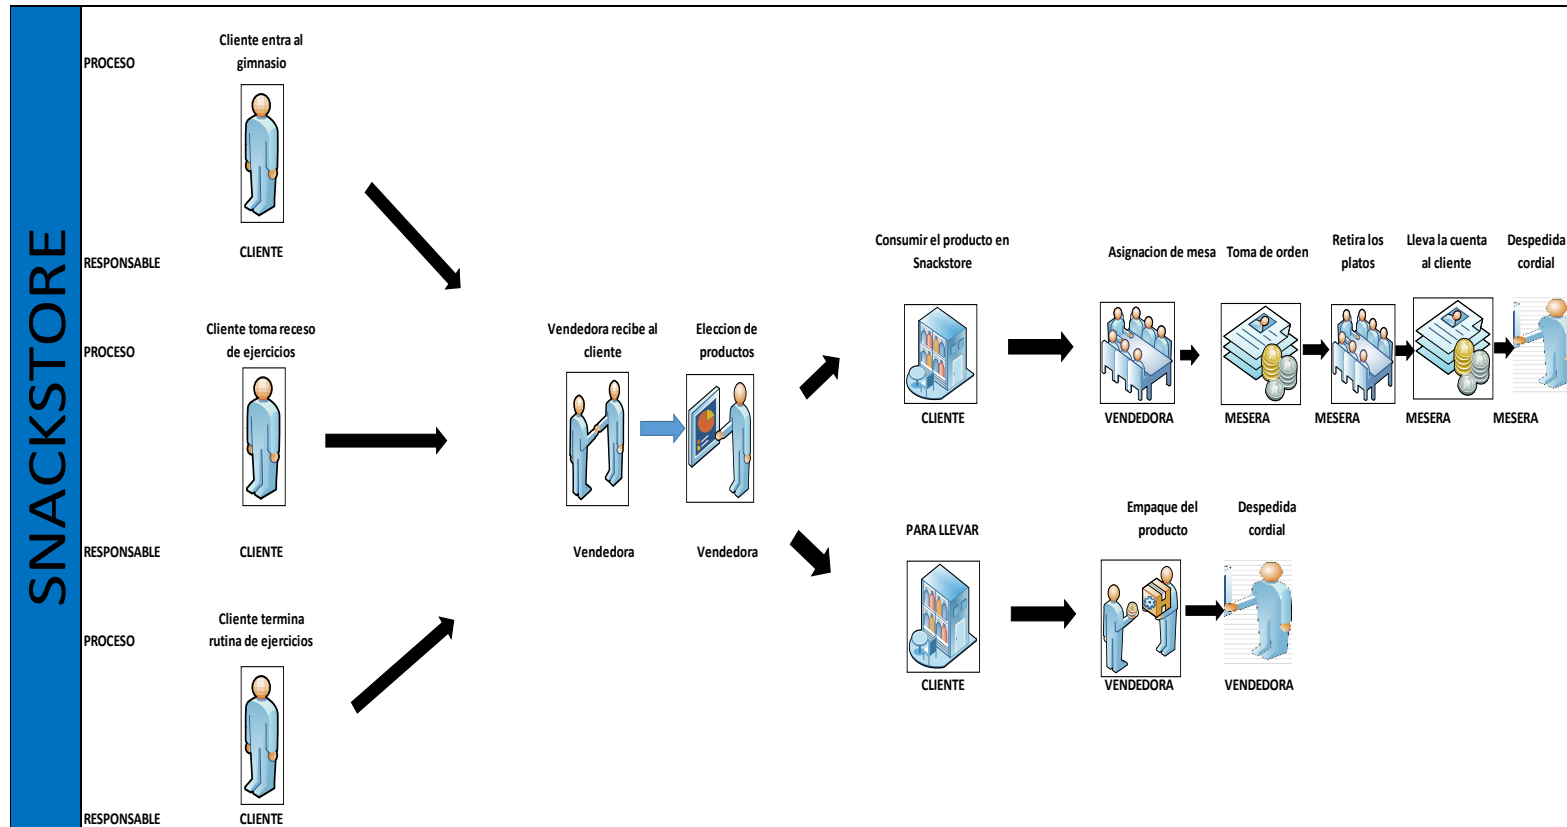 SNACKSTORE
PROCESO
Cliente entra al
gimnasio
RESPONSABLE
CLIENTE
PROCESO
Cliente toma receso
de ejercicios
RESPONSABLE
CLIENTE
PROCESO
Cliente termina
rutina de ejercicios
RESPONSABLE
CLIENTE
Vendedora recibe al
cliente
Vendedora
Eleccion de
productos
Vendedora
Consumir el producto en
Snackstore
CLIENTE
Asignacion de mesa
VENDEDORA
Toma de orden
MESERA
Retira los
platos
MESERA
Lleva la cuenta
al cliente
MESERA
Despedida
cordial
MESERA
PARA LLEVAR
CLIENTE
Empaque del
producto
VENDEDORA
Despedida
cordial
VENDEDORA